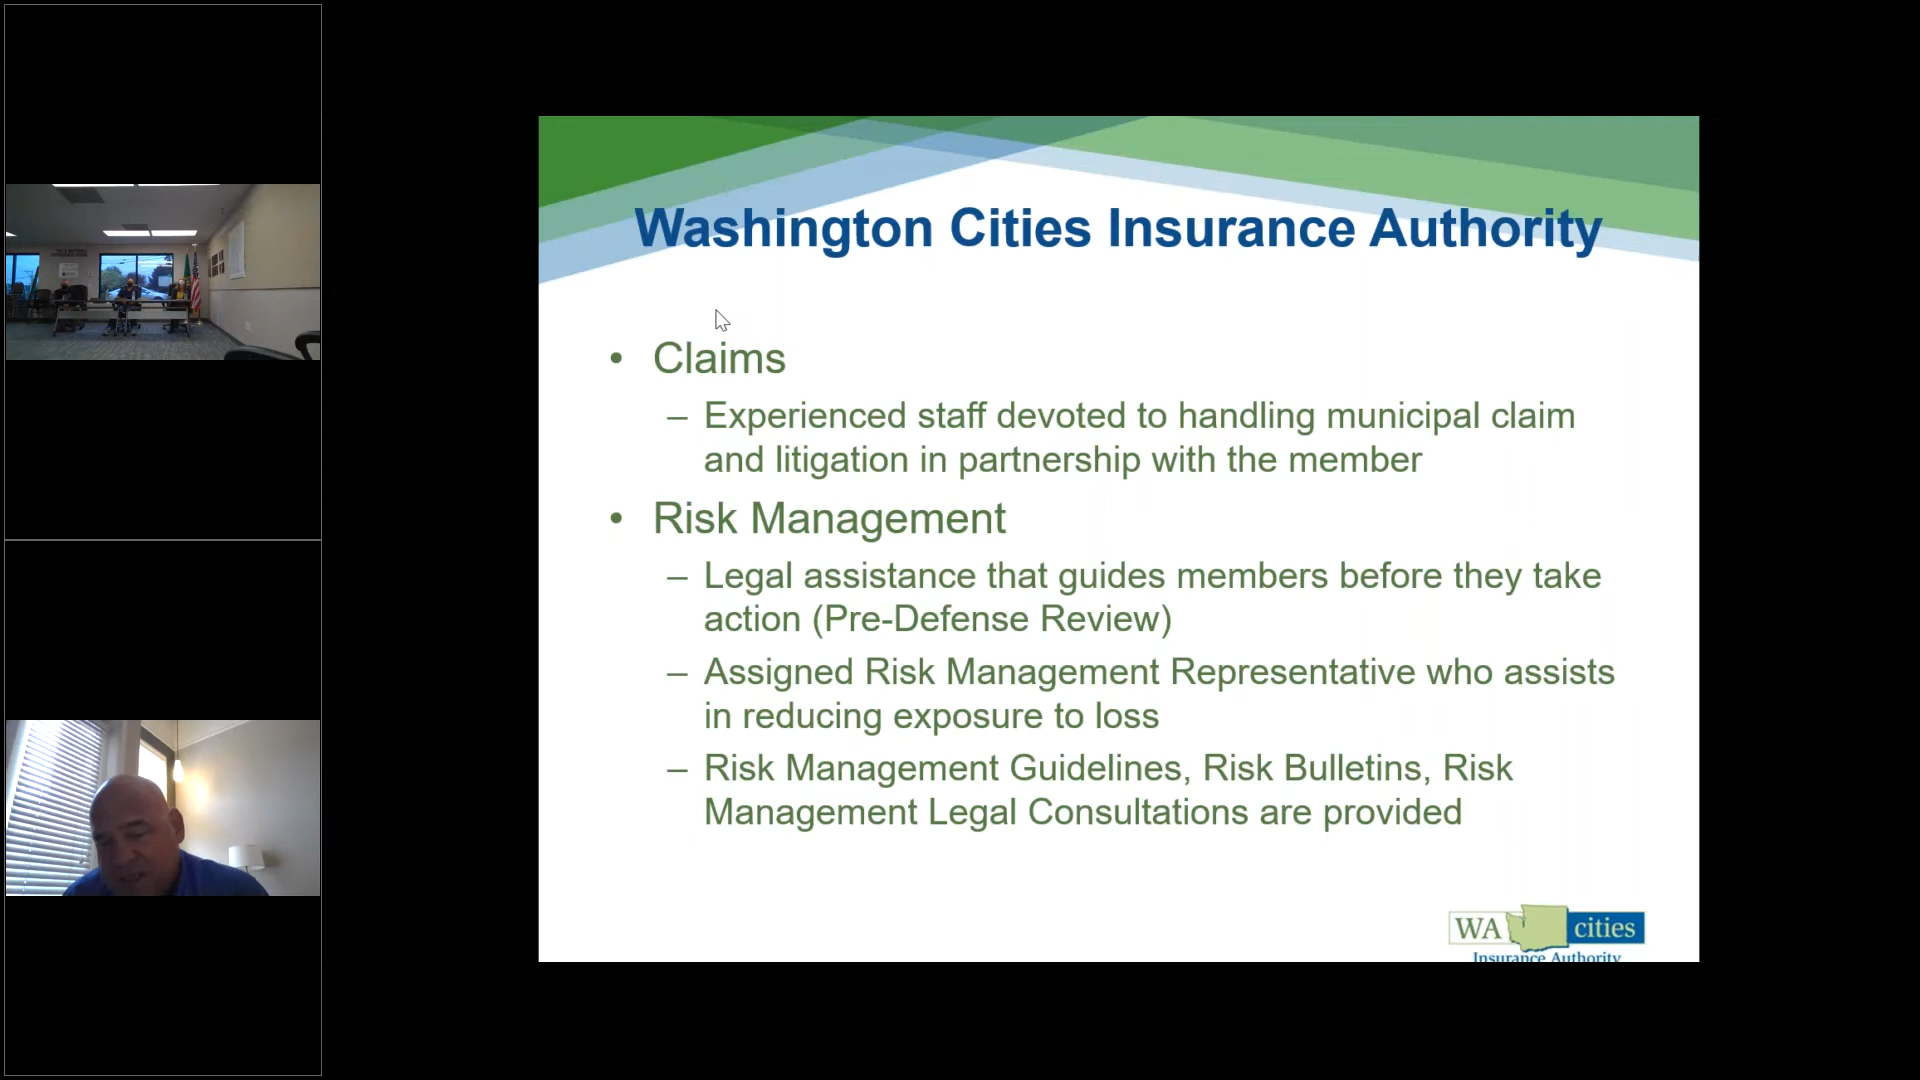 Washington Cities Insurance Authority
• Claims
– Experienced staff devoted to handling municipal claim
and litigation in partnership with the member
• Risk Management
– Legal assistance that guides members before they take
action (Pre-Defense Review)
– Assigned Risk Management Representative who assists
in reducing exposure to loss
– Risk Management Guidelines, Risk Bulletins, Risk
Management Legal Consultations are provided
WA cities
Insurance Authority